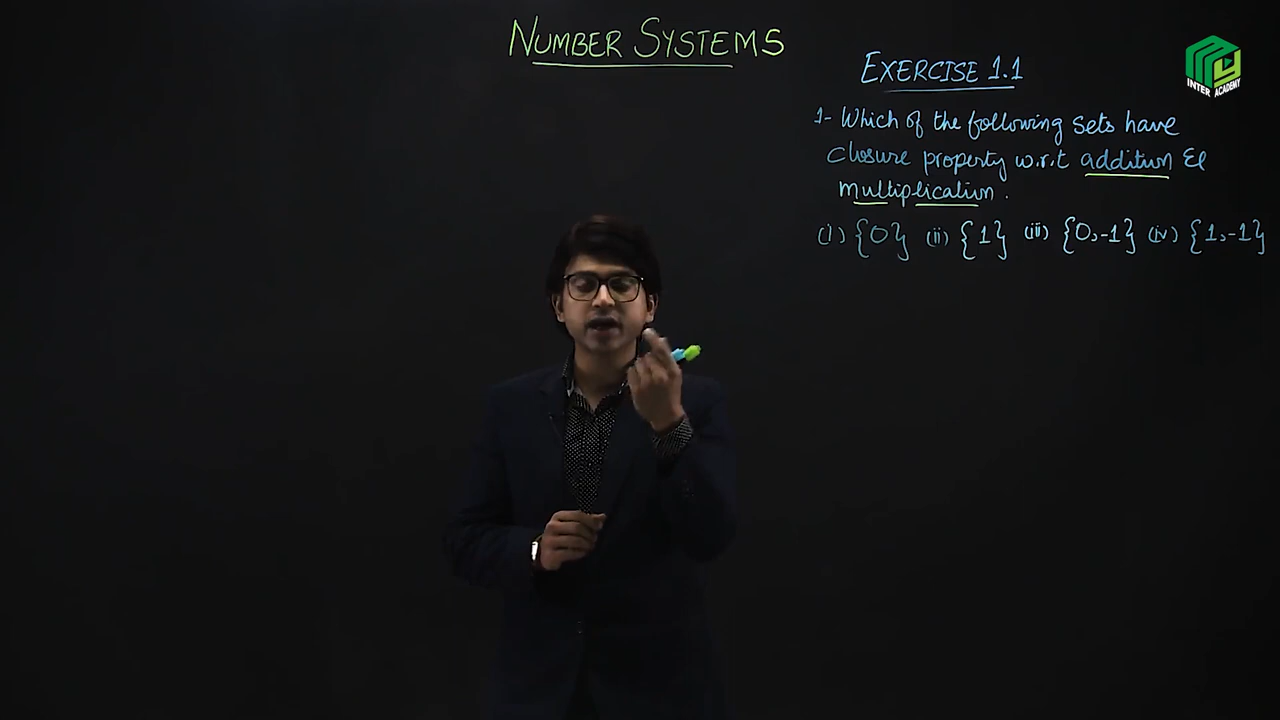 NUMBER SYSTEMS
EXERCISE 1.1
1- Which of the following sets have
closure property w.r.t addition &
multiplication.
(i) {0} (ii) {1} (iii) {0,-1} (iv) {1,-1}
MY
INTER ACADEMY